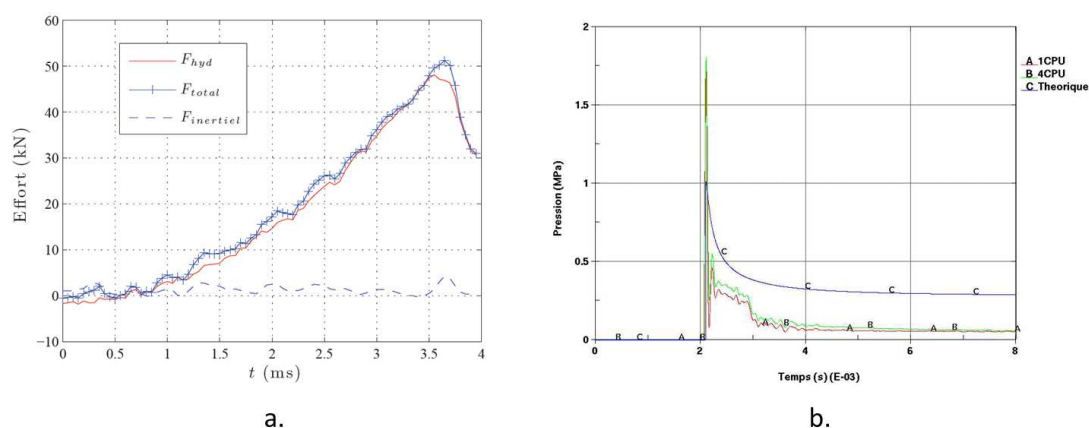 60
50
40
30
20
10
0
−10
Effort (kN)
F_hyd
F_total
F_inertiel
0 0.5 1 1.5 2 2.5 3 3.5 4
t (ms)
a.
2
1.5
1
0.5
0
Pression (MPa)
A 1CPU
B 4CPU
C Theorique
C
C C C
A B A B A B A
B C A B
0 2 4 6 8
Temps (s) (E-03)
b.